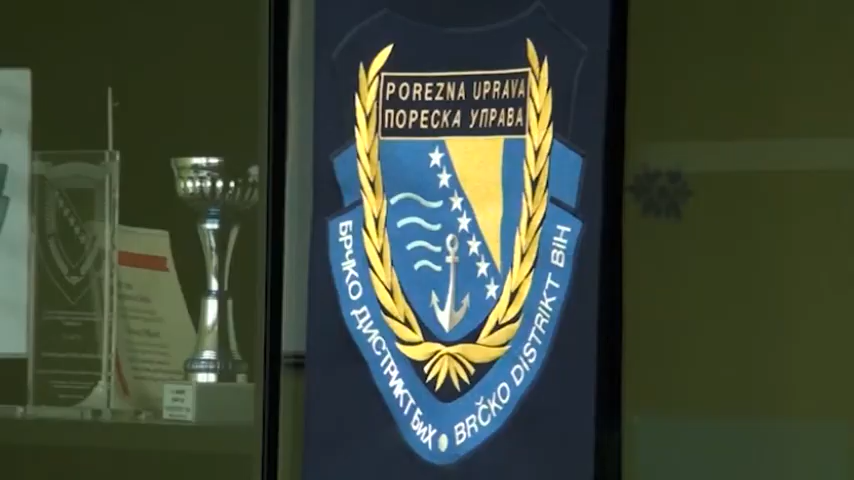 POREZNA UPRAVA
ПОРЕСКА УПРАВА
БРЧКО ДИСТРИКТ БиХ • BRČKO DISTRIKT BIH